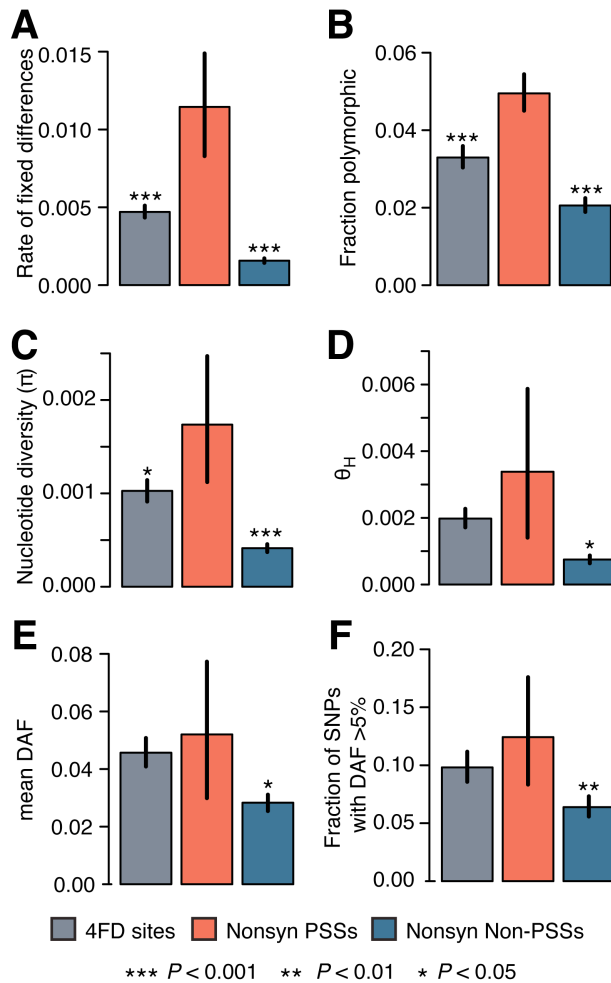 A
Rate of fixed differences
0.015
0.010
0.005
0.000
***
***
B
Fraction polymorphic
0.06
0.04
0.02
0.00
***
***
C
Nucleotide diversity (π)
0.002
0.001
0.000
*
***
D
θH
0.006
0.004
0.002
0.000
*
E
mean DAF
0.08
0.06
0.04
0.02
0.00
*
F
Fraction of SNPs
with DAF >5%
0.20
0.15
0.10
0.05
0.00
**
4FD sites Nonsyn PSSs Nonsyn Non-PSSs
*** P < 0.001 ** P < 0.01 * P < 0.05